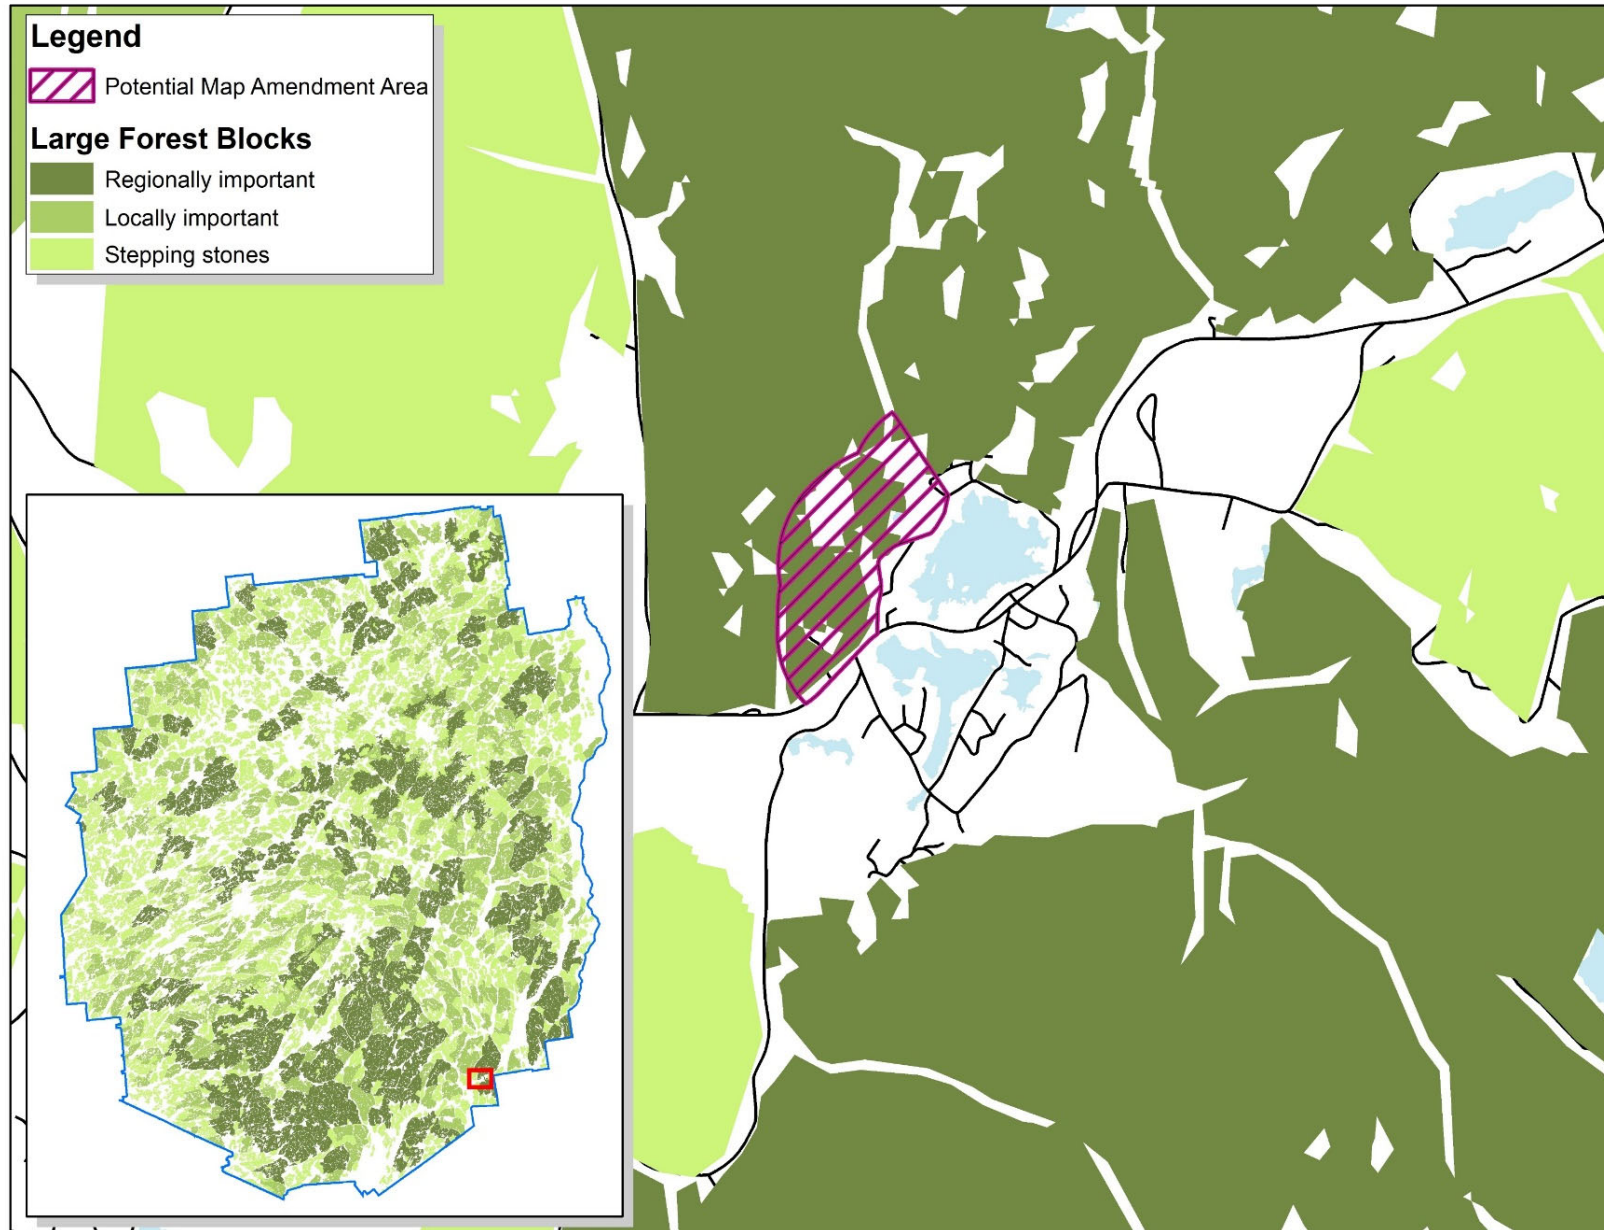 Legend
Potential Map Amendment Area
Large Forest Blocks
Regionally important
Locally important
Stepping stones